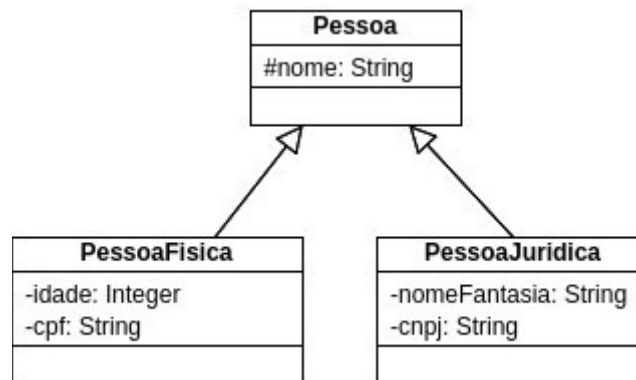 Pessoa
#nome: String
PessoaFisica
-idade: Integer
-cpf: String
PessoaJuridica
-nomeFantasia: String
-cnpj: String